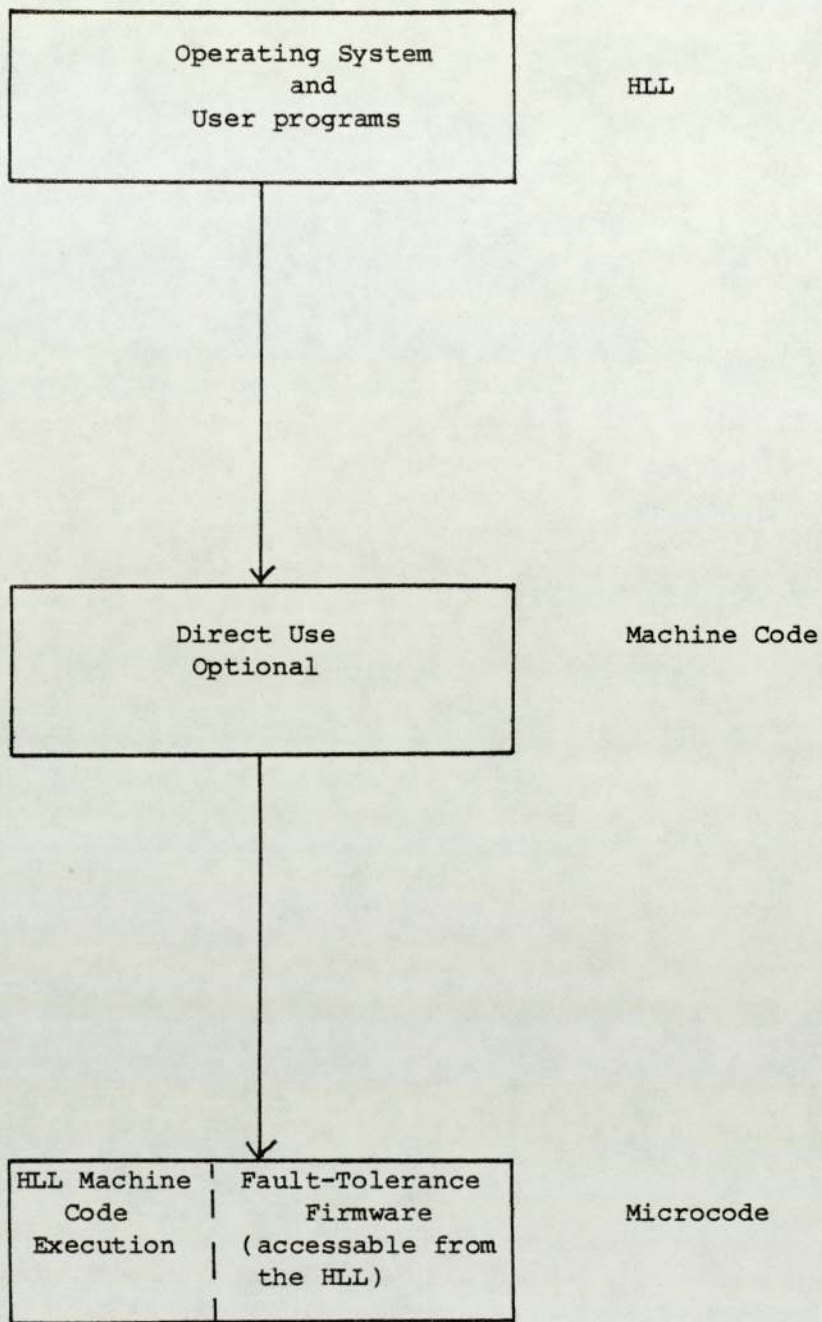 Operating System
and
User programs
HLL
Direct Use
Optional
Machine Code
HLL Machine
Code
Execution
Fault-Tolerance
Firmware
(accessable from
the HLL)
Microcode